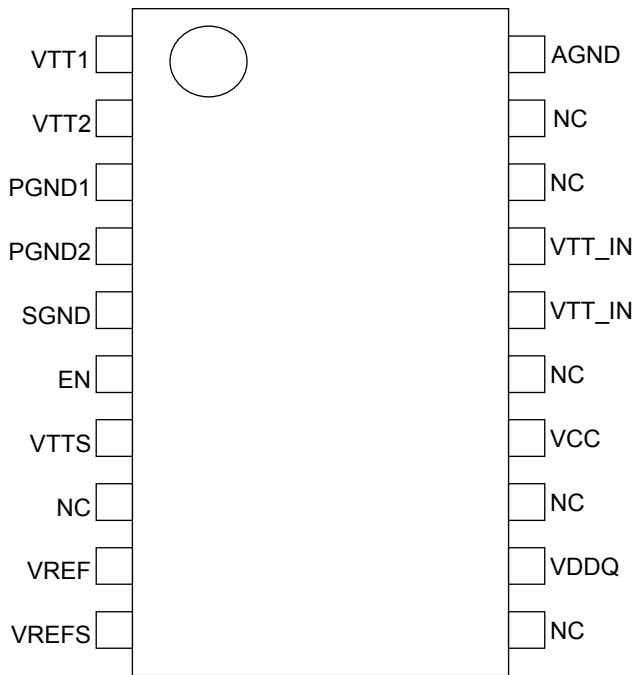 VTT1 AGND
VTT2 NC
PGND1 NC
PGND2 VTT_IN
SGND VTT_IN
EN NC
VTTS VCC
NC NC
VREF VDDQ
VREFS NC